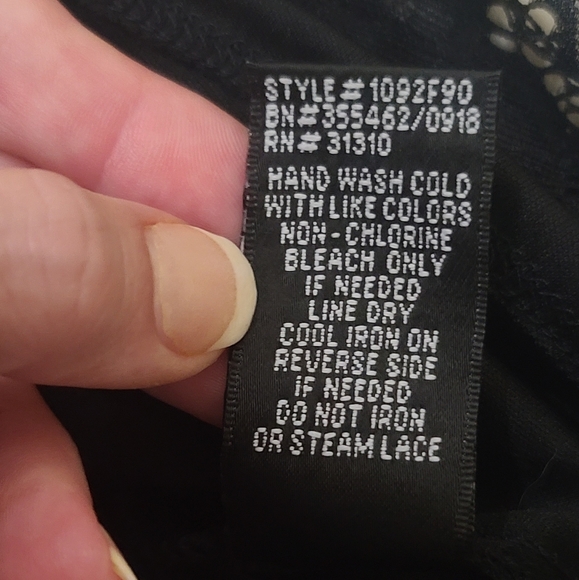 STYLE# 1092F90
BN# 355462/0918
RN# 31310
HAND WASH COLD
WITH LIKE COLORS
NON-CHLORINE
BLEACH ONLY
IF NEEDED
LINE DRY
COOL IRON ON
REVERSE SIDE
IF NEEDED
DO NOT IRON
OR STEAM LACE